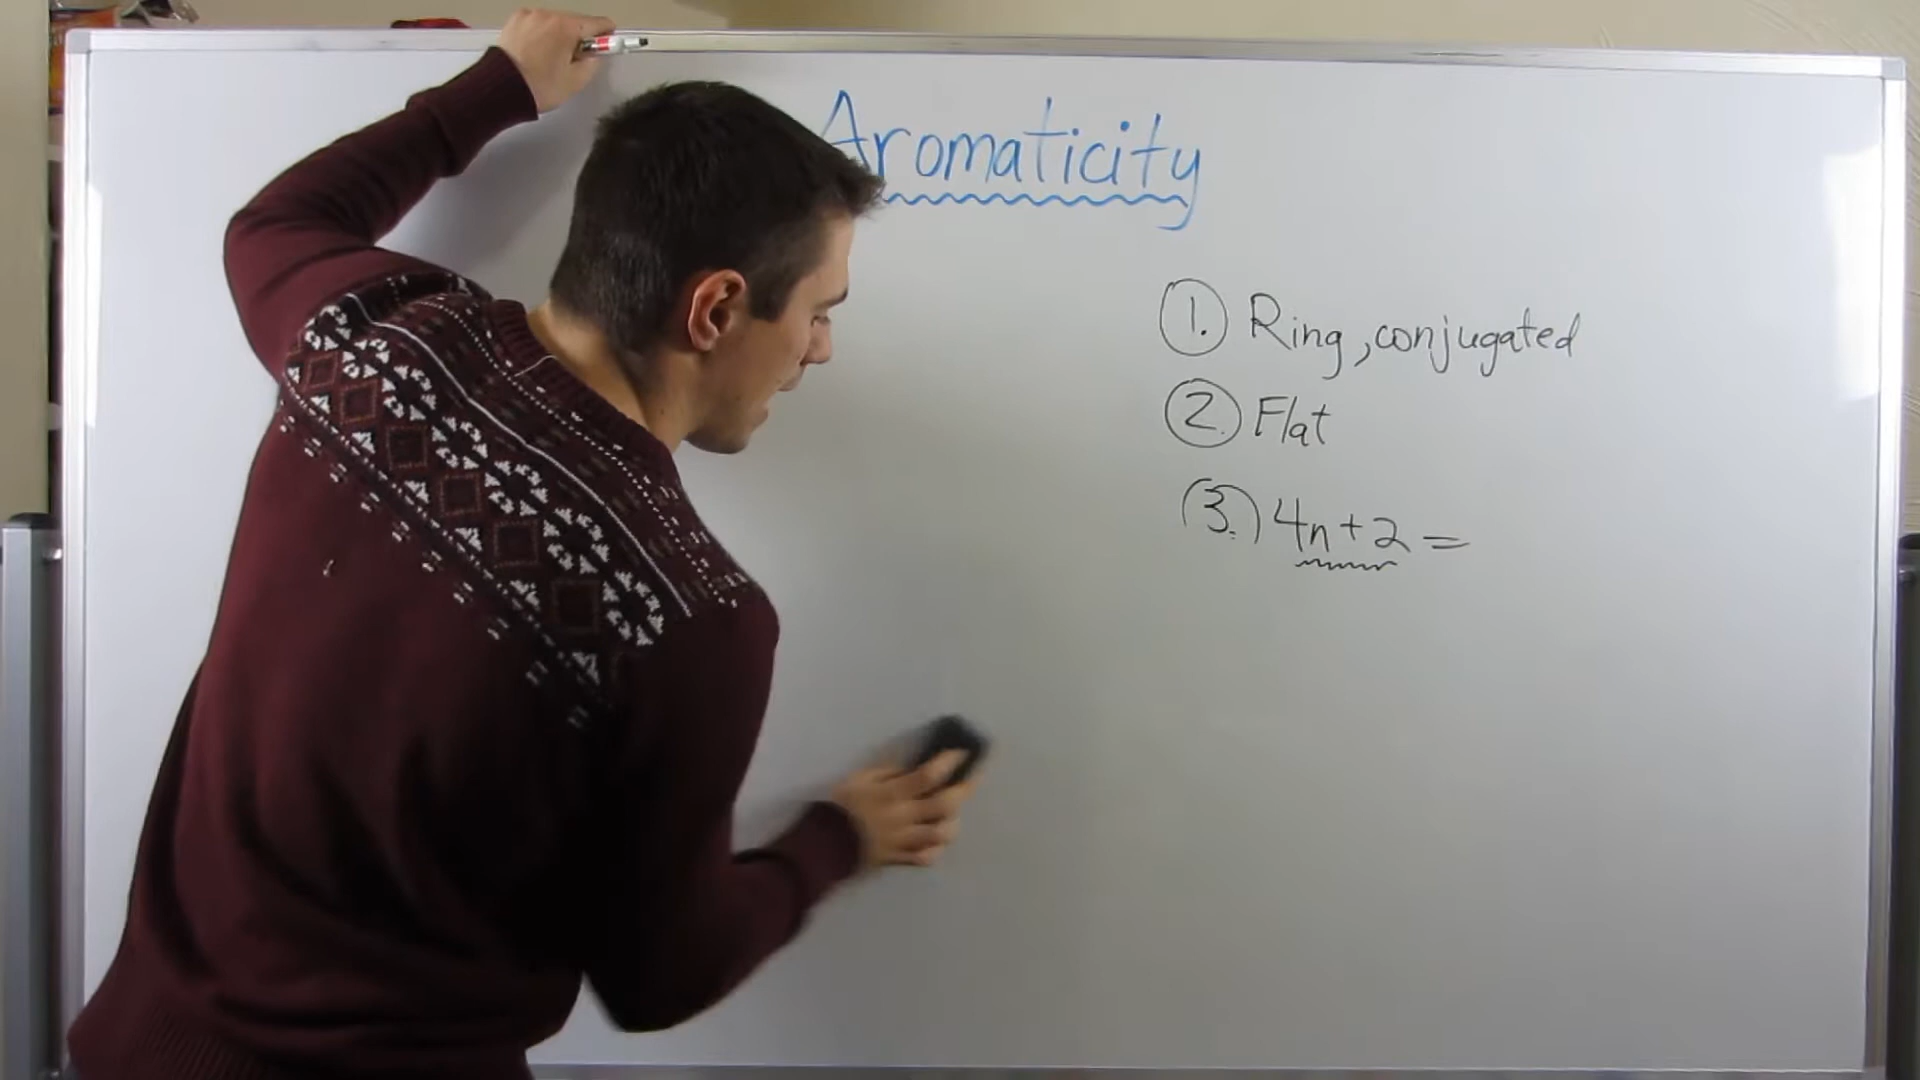 Aromaticity
1. Ring, conjugated
2. Flat
3. 4n+2 =